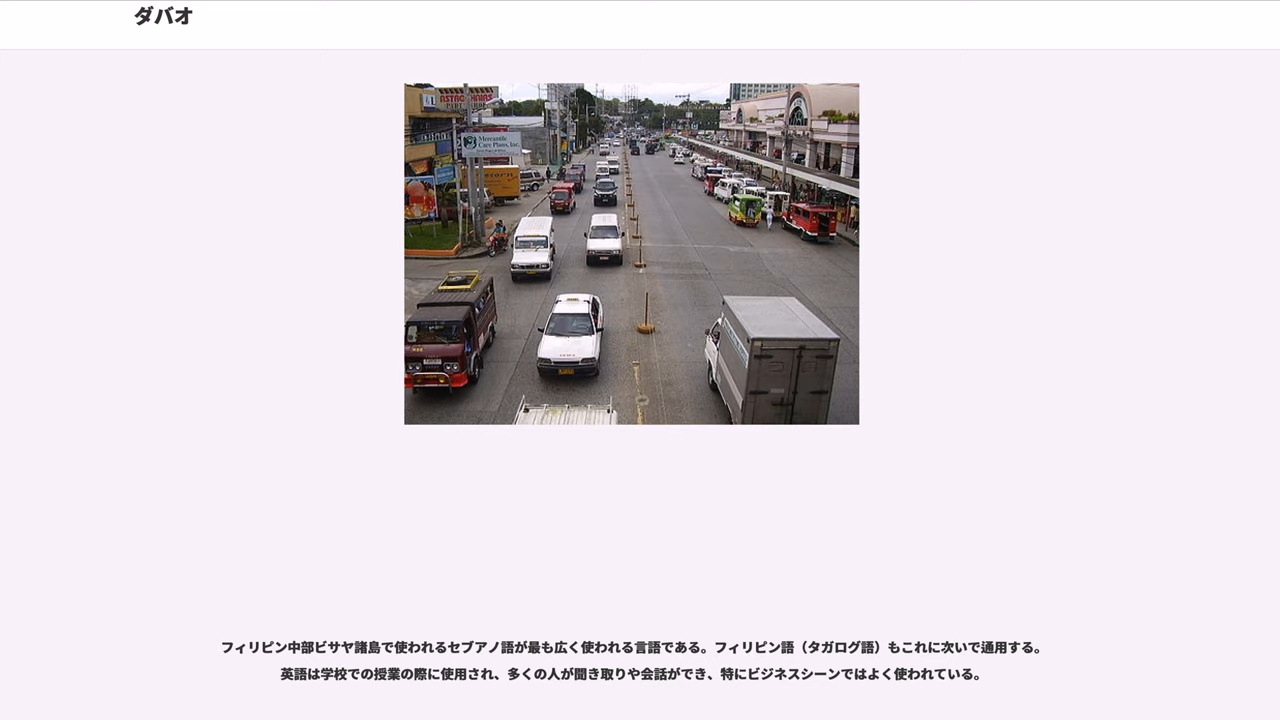 ダバオ
Mercantile
Care Plans, Inc.
フィリピン中部ビサヤ諸島で使われるセブアノ語が最も広く使われる言語である。フィリピン語（タガログ語）もこれに次いで通用する。
英語は学校での授業の際に使用され、多くの人が聞き取りや会話ができ、特にビジネスシーンではよく使われている。